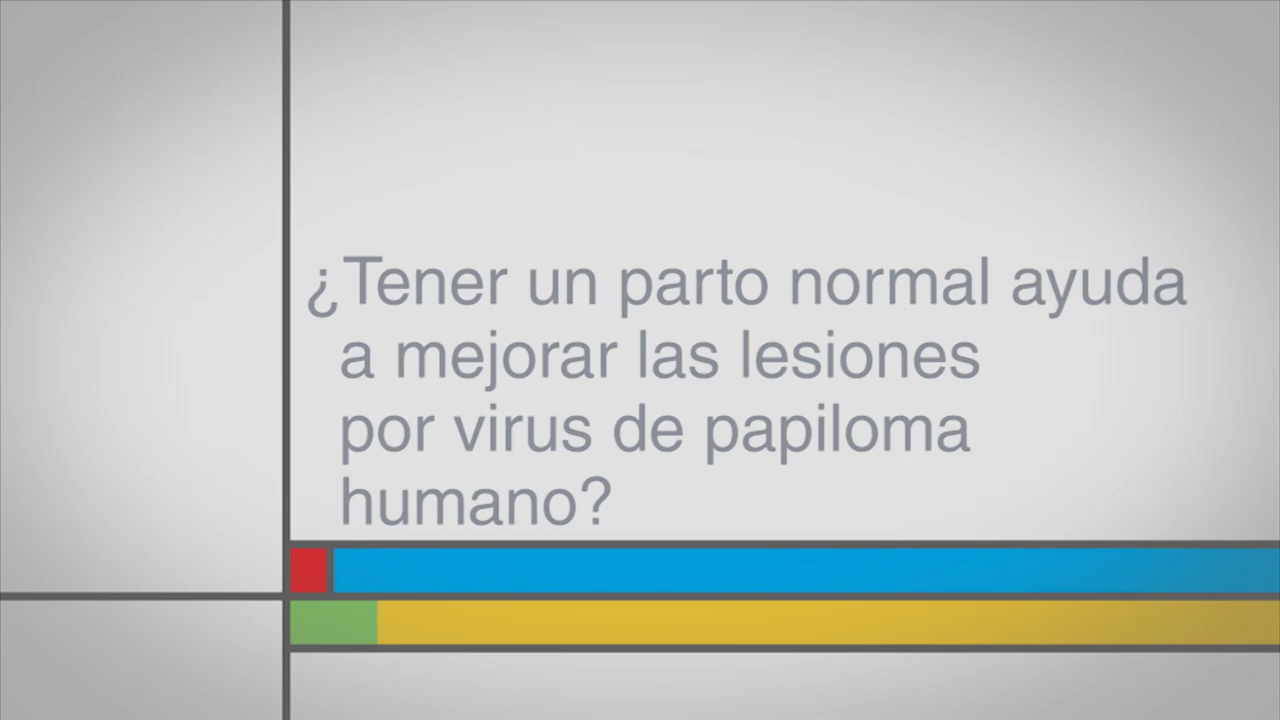 ¿Tener un parto normal ayuda
a mejorar las lesiones
por virus de papiloma
humano?